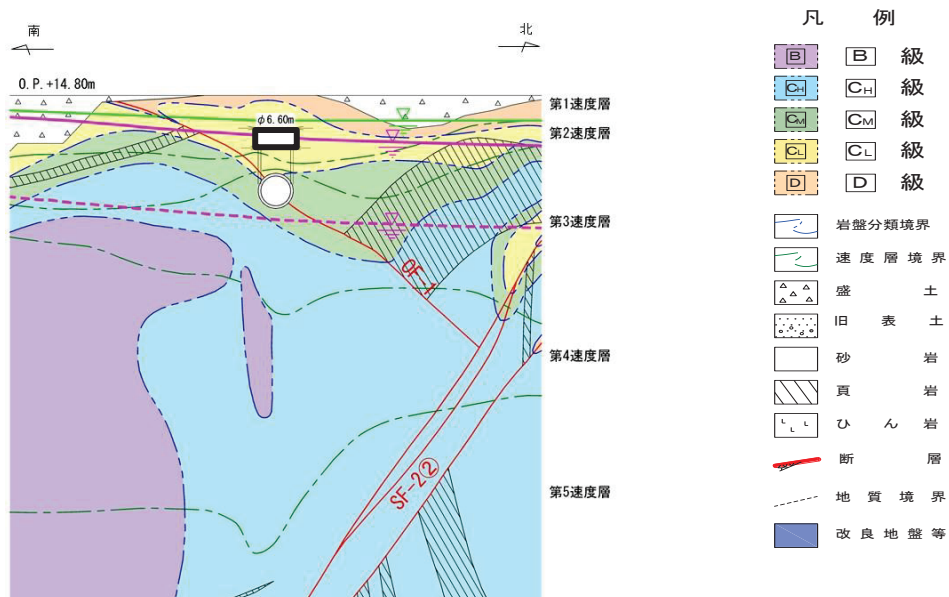 南
北
O.P.+14.80m
φ6.60m
第1速度層
第2速度層
第3速度層
第4速度層
第5速度層
SF-2②
凡 例
B B 級
CH CH 級
CM CM 級
CL CL 級
D D 級
岩盤分類境界
速度層境界
盛土
旧表土
砂岩
頁岩
ひん岩
断層
地質境界
改良地盤等